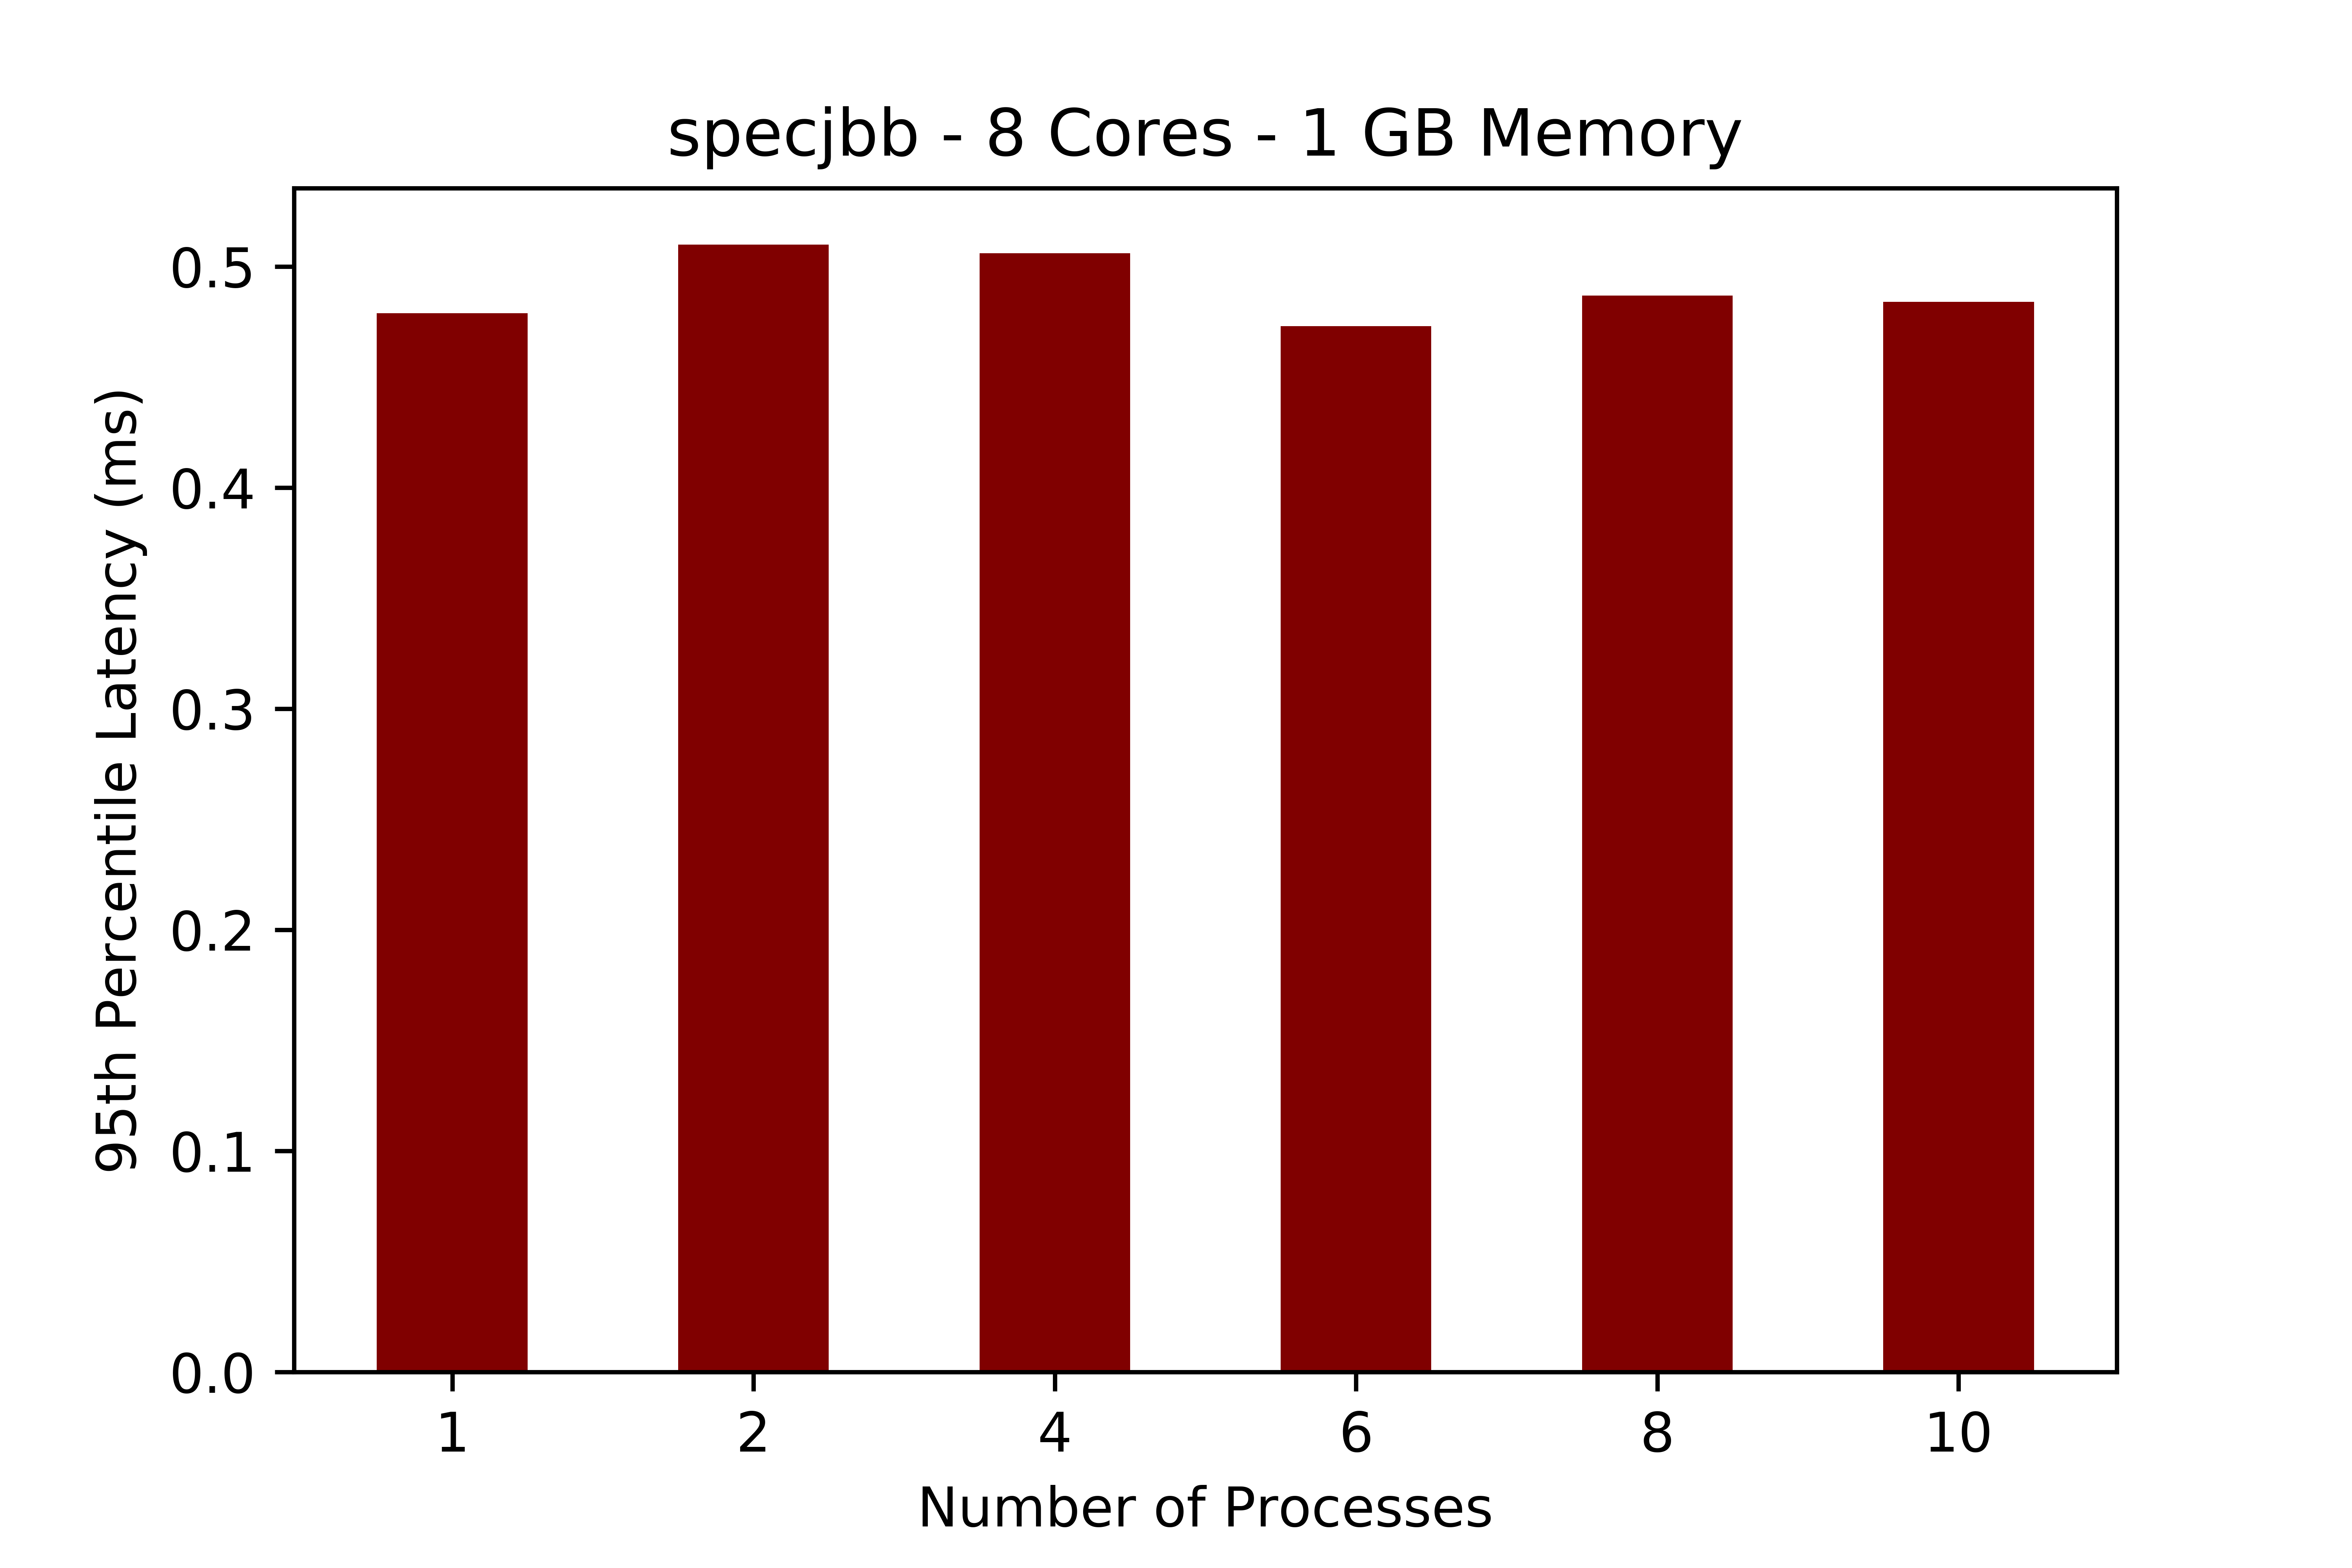 specjbb - 8 Cores - 1 GB Memory
95th Percentile Latency (ms)
0.5
0.4
0.3
0.2
0.1
0.0
1 2 4 6 8 10
Number of Processes